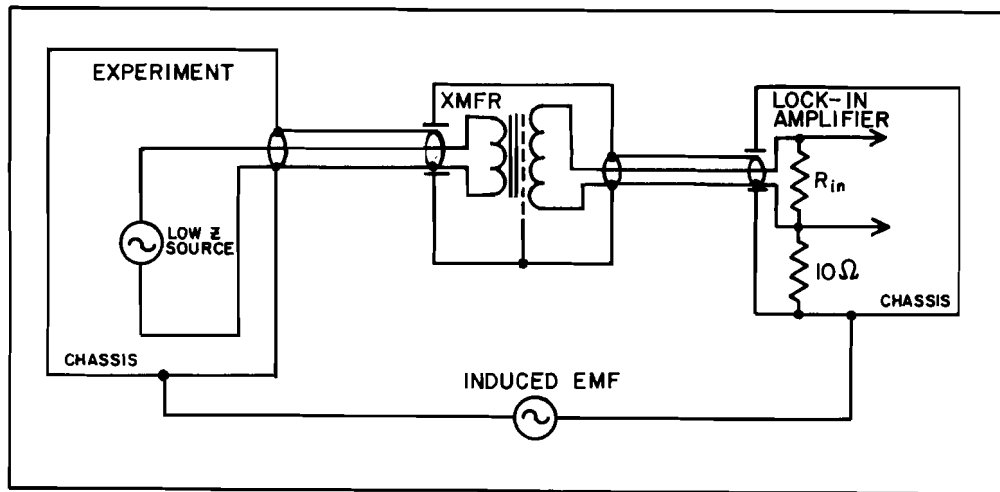 EXPERIMENT
LOW Z
SOURCE
CHASSIS
XMFR
LOCK-IN
AMPLIFIER
Rin
10Ω
CHASSIS
INDUCED EMF